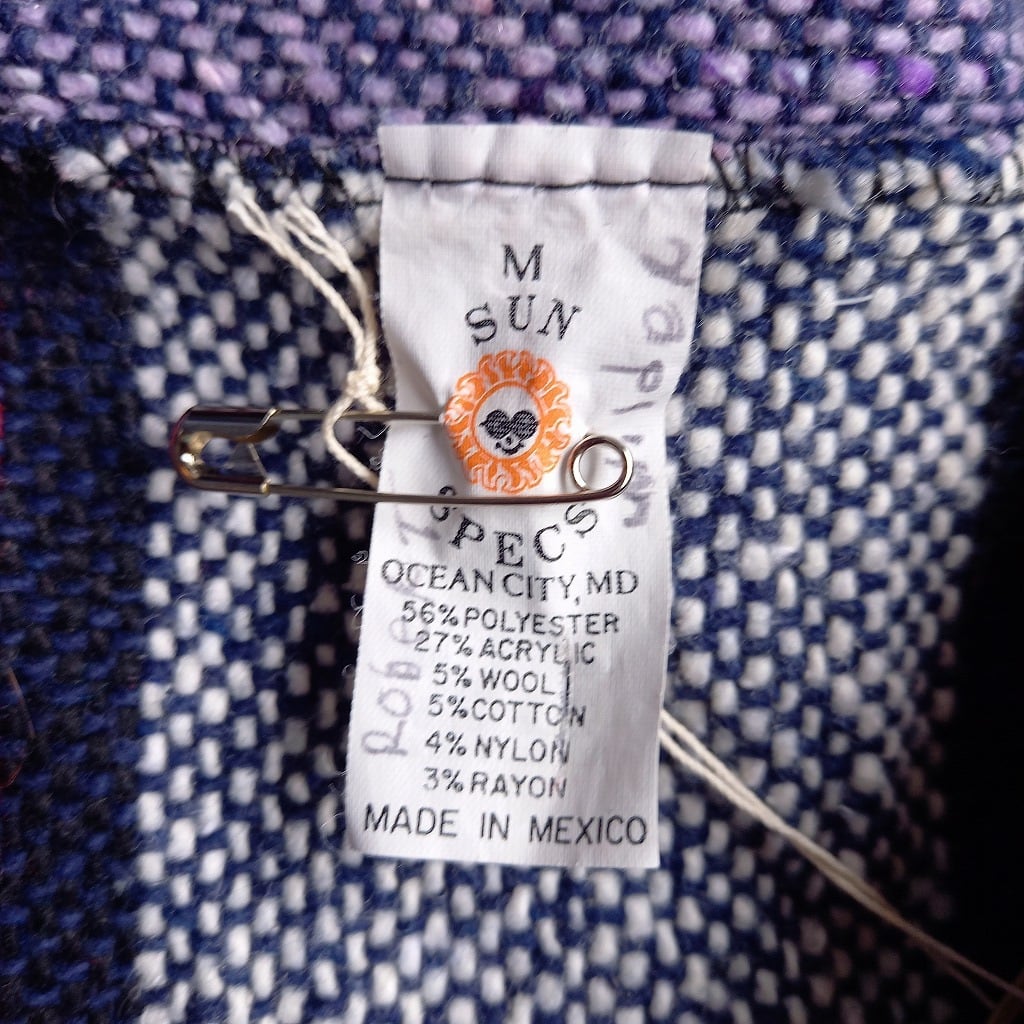 M
SUN
SPECS
OCEAN CITY, MD
56% POLYESTER
27% ACRYLIC
5% WOOL
5% COTTON
4% NYLON
3% RAYON
MADE IN MEXICO
Robert